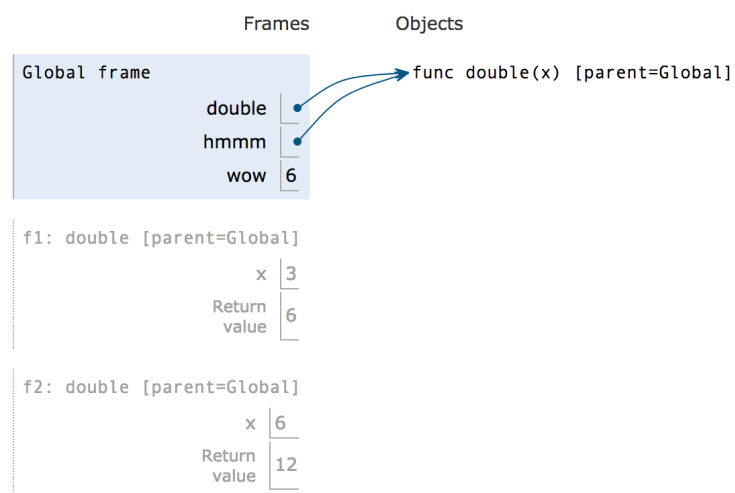 Frames Objects
Global frame func double(x) [parent=Global]
double
hmmm
wow 6
f1: double [parent=Global]
x 3
Return
value 6
f2: double [parent=Global]
x 6
Return
value 12